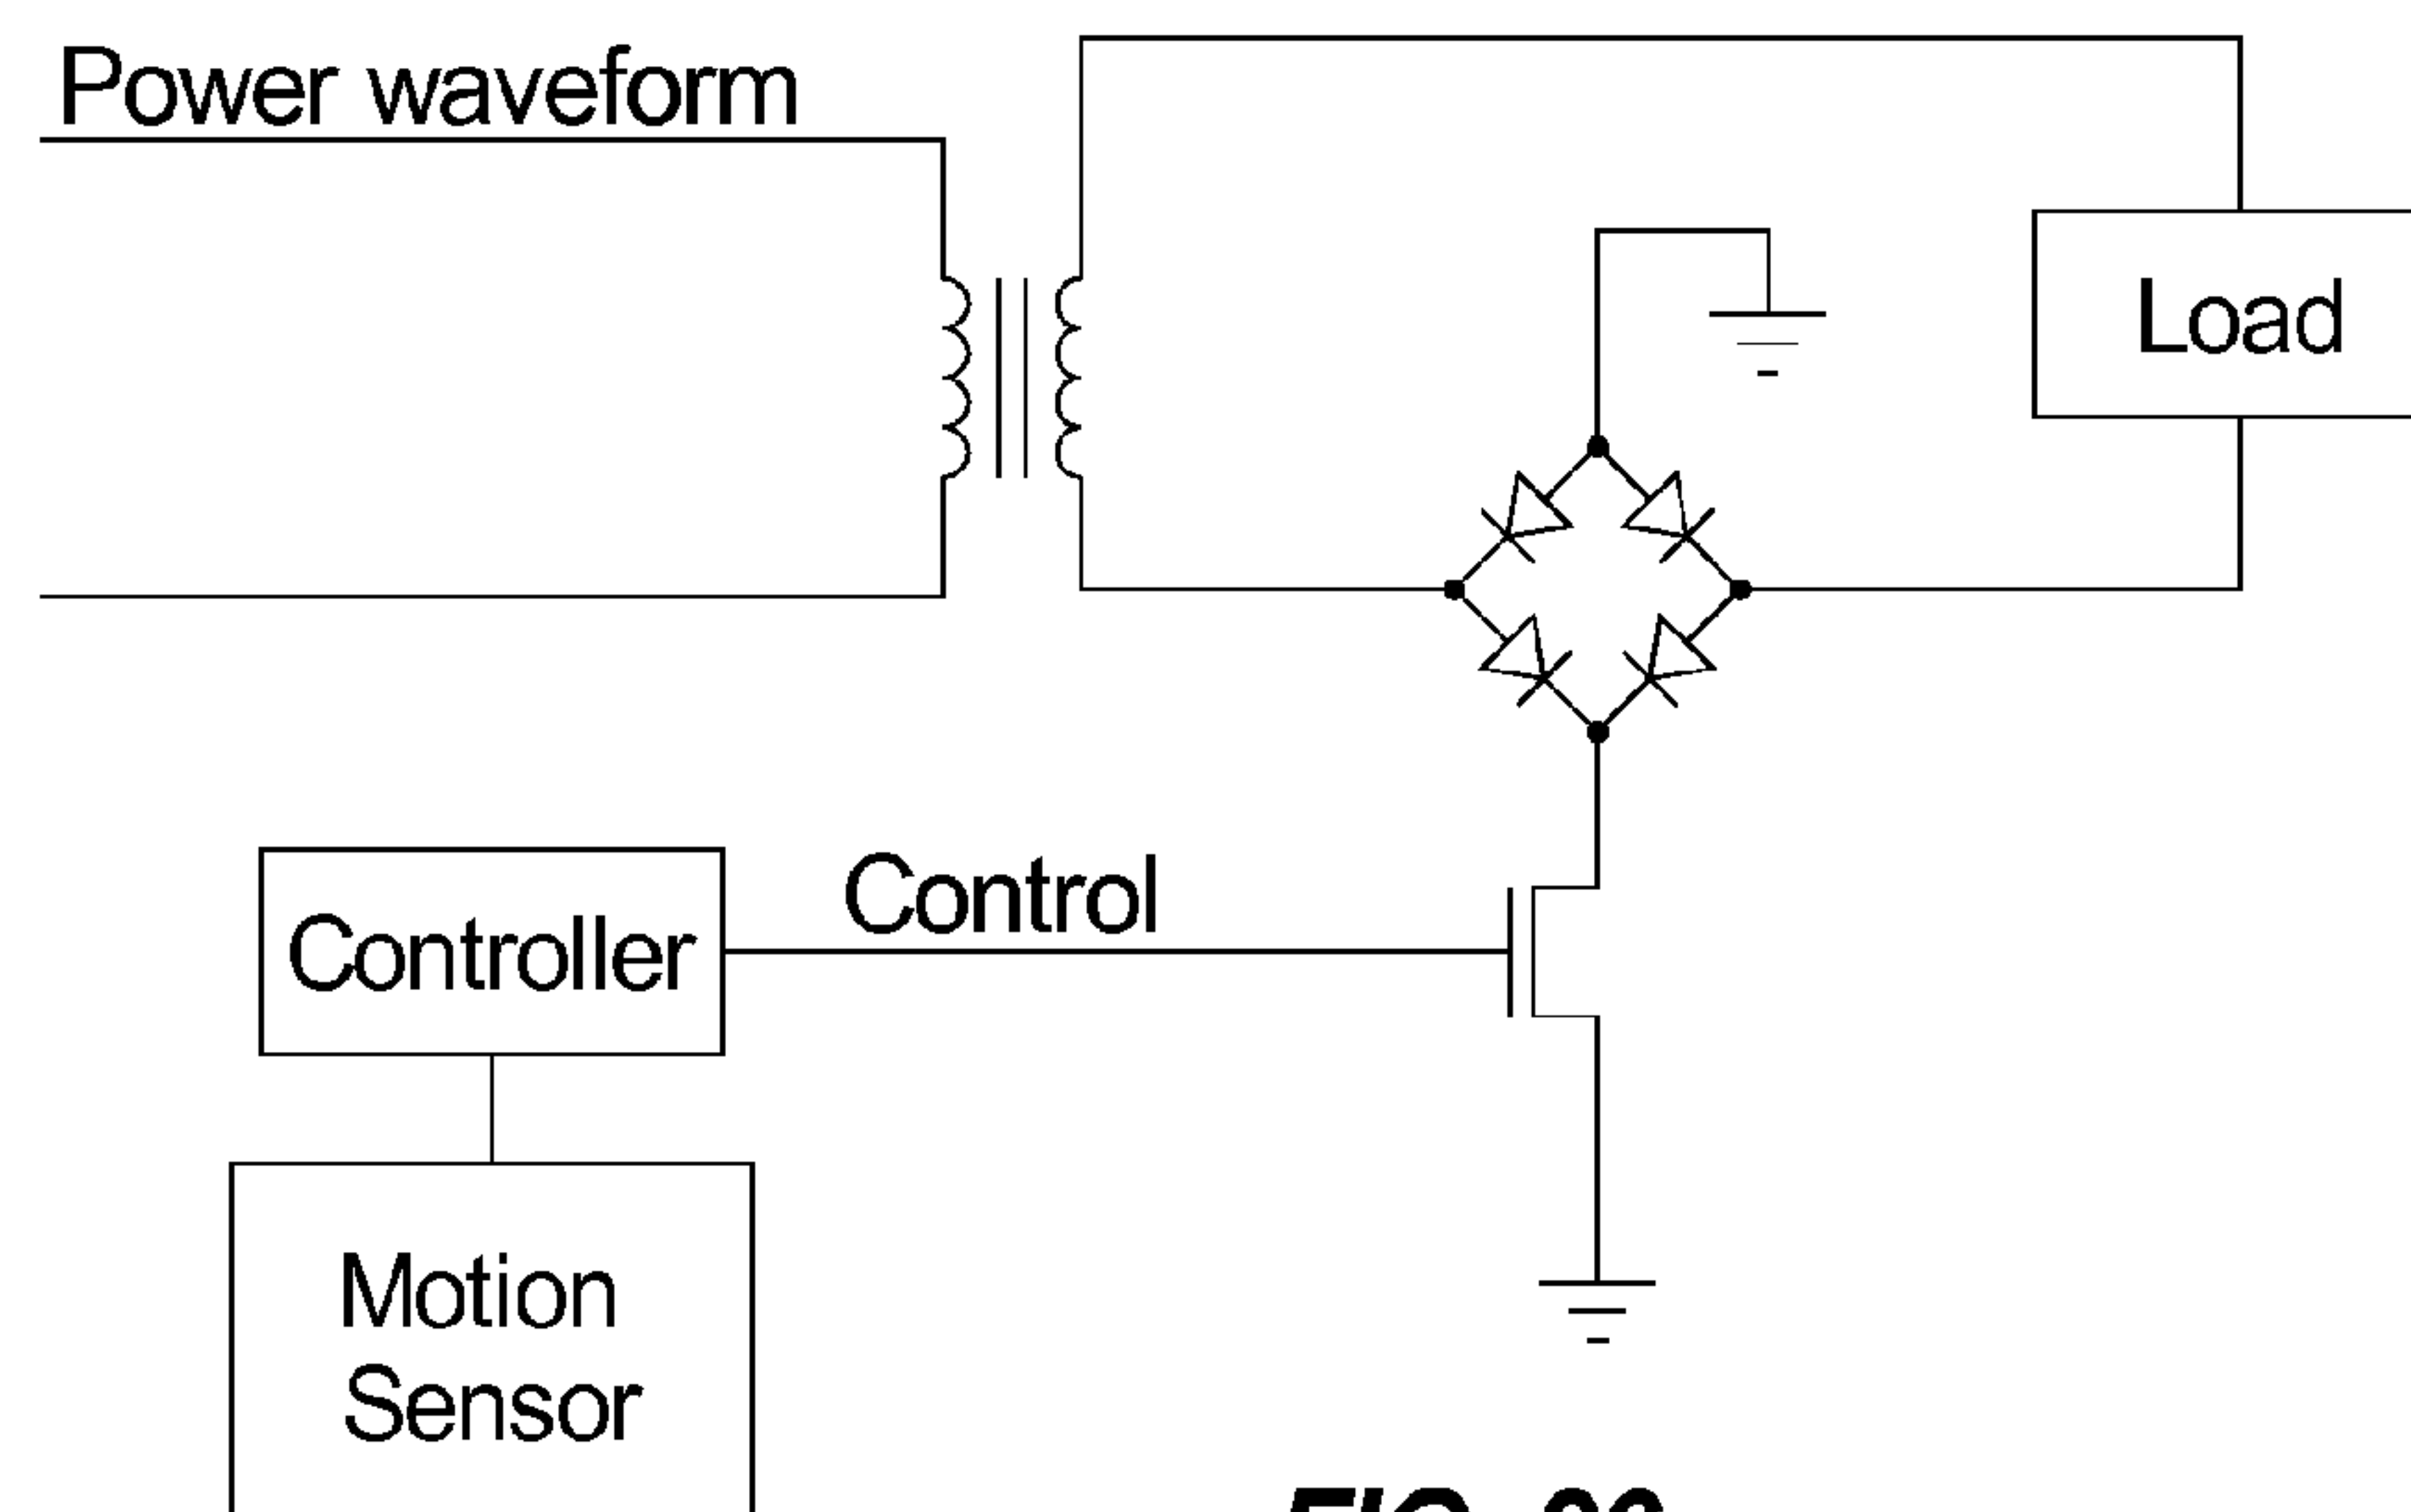 Power waveform
Load
Control
Controller
Motion
Sensor